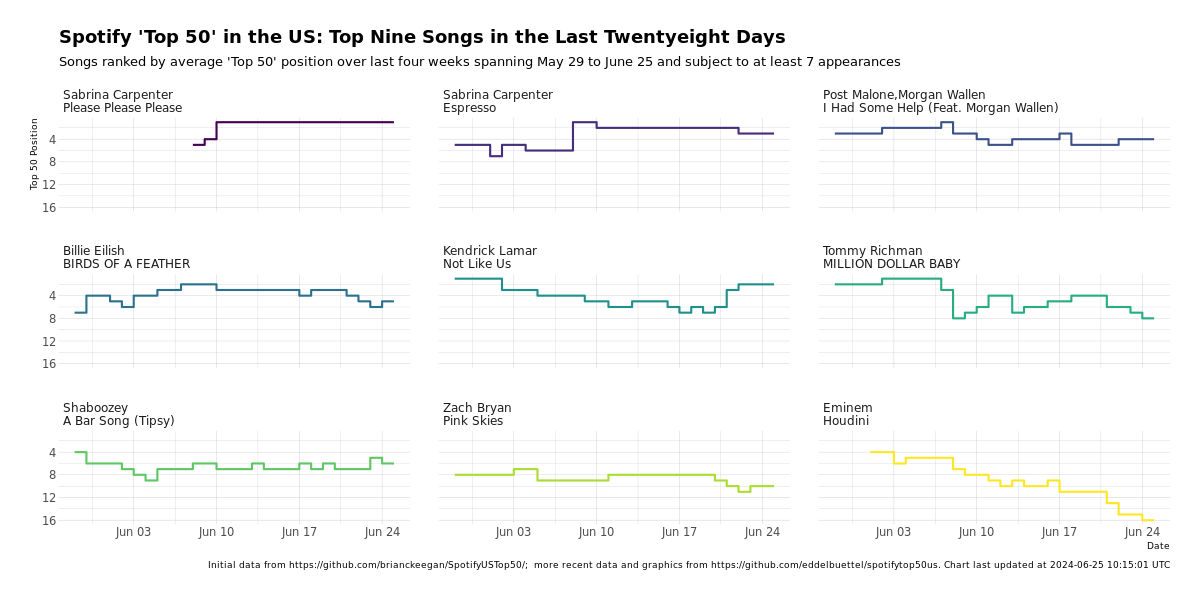 Spotify 'Top 50' in the US: Top Nine Songs in the Last Twentyeight Days
Songs ranked by average 'Top 50' position over last four weeks spanning May 29 to June 25 and subject to at least 7 appearances
Sabrina Carpenter
Please Please Please
Sabrina Carpenter
Espresso
Post Malone,Morgan Wallen
I Had Some Help (Feat. Morgan Wallen)
Top 50 Position
4
8
12
16
Billie Eilish
BIRDS OF A FEATHER
Kendrick Lamar
Not Like Us
Tommy Richman
MILLION DOLLAR BABY
4
8
12
16
Shaboozey
A Bar Song (Tipsy)
Zach Bryan
Pink Skies
Eminem
Houdini
4
8
12
16
Jun 03 Jun 10 Jun 17 Jun 24 Jun 03 Jun 10 Jun 17 Jun 24 Jun 03 Jun 10 Jun 17 Jun 24
Date
Initial data from https://github.com/brianckeegan/SpotifyUSTop50/;  more recent data and graphics from https://github.com/eddelbuettel/spotifytop50us. Chart last updated at 2024-06-25 10:15:01 UTC